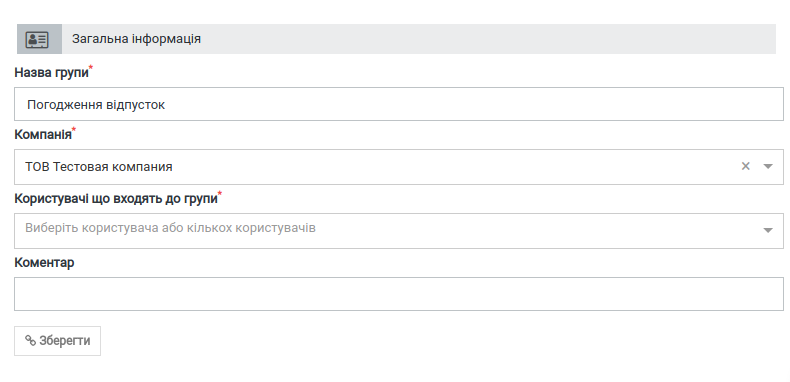 Загальна інформація
Назва групи*
Погодження відпусток
Компанія*
ТОВ Тестовая компания ×
Користувачі що входять до групи*
Виберіть користувача або кількох користувачів
Коментар
Зберегти